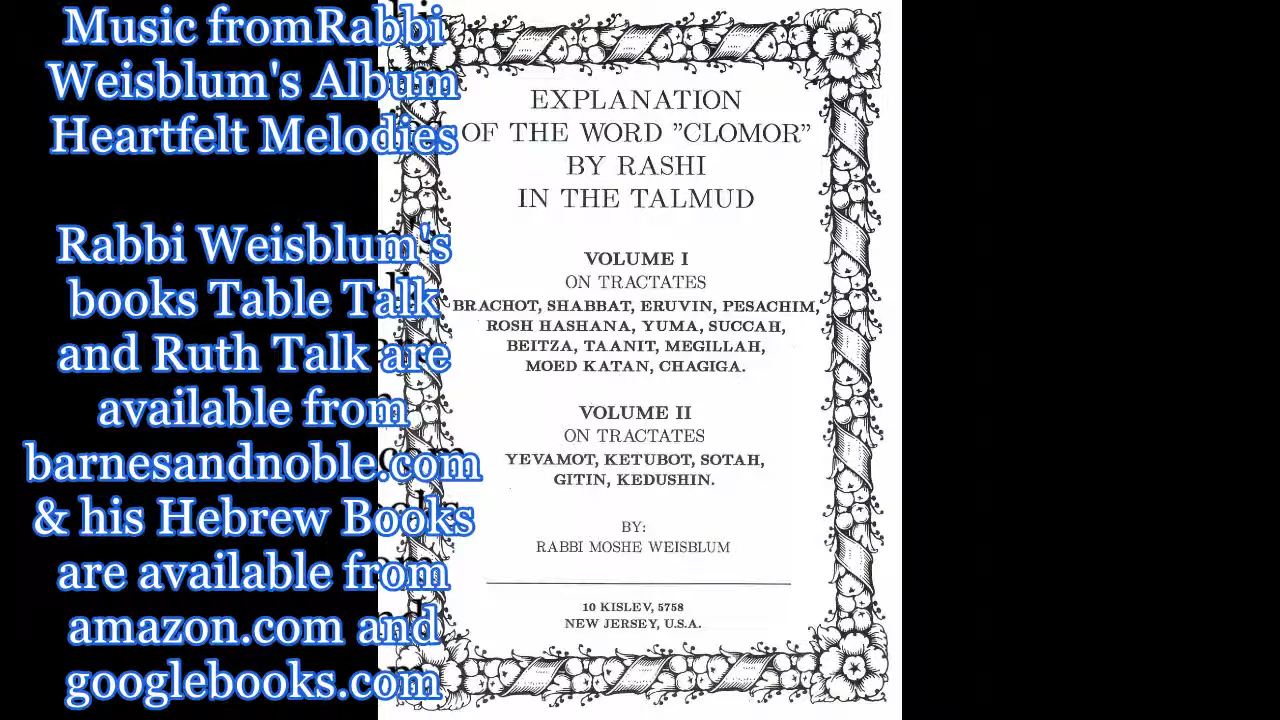 Music fromRabbi
Weisblum's Album
Heartfelt Melodies
Rabbi Weisblum's
books Table Talk
and Ruth Talk are
available from
barnesandnoble.com
& his Hebrew Books
are available from
amazon.com and
googlebooks.com
EXPLANATION
OF THE WORD "CLOMOR"
BY RASHI
IN THE TALMUD
VOLUME I
ON TRACTATES
BRACHOT, SHABBAT, ERUVIN, PESACHIM,
ROSH HASHANA, YUMA, SUCCAH,
BEITZA, TAANIT, MEGILLAH,
MOED KATAN, CHAGIGA.
VOLUME II
ON TRACTATES
YEVAMOT, KETUBOT, SOTAH,
GITIN, KEDUSHIN.
BY:
RABBI MOSHE WEISBLUM
10 KISLEV, 5758
NEW JERSEY, U.S.A.